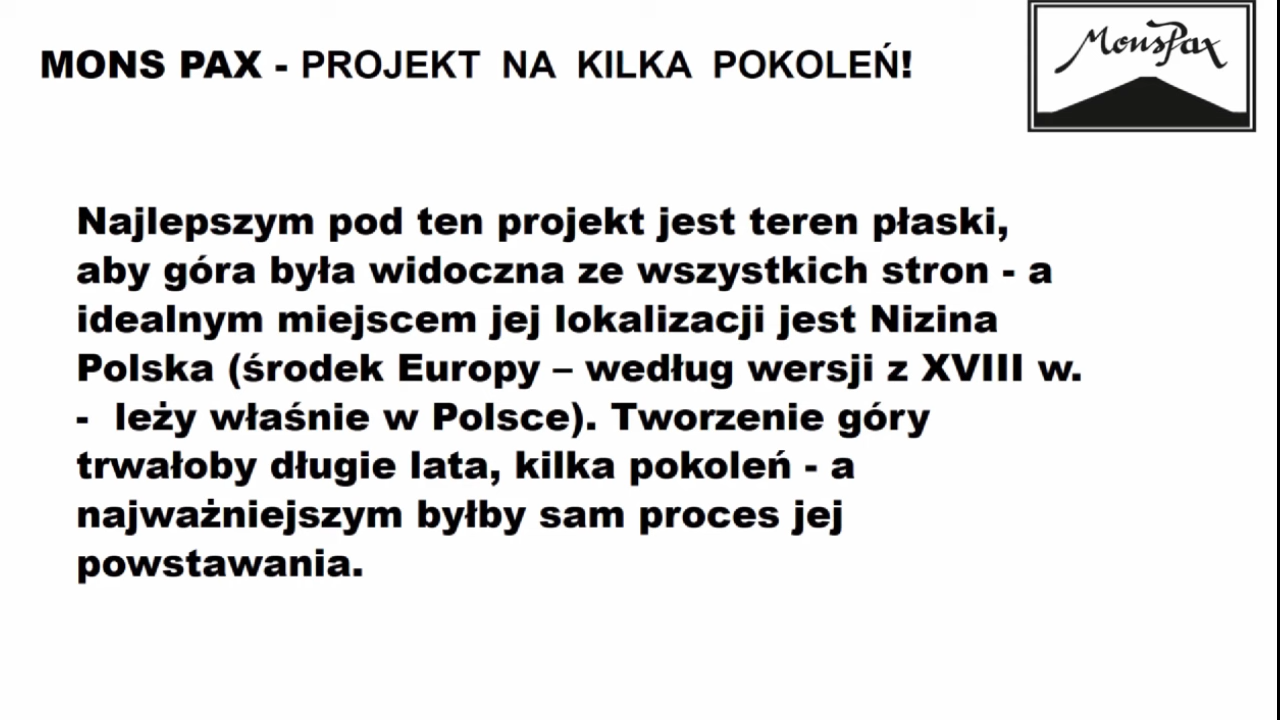 MONS PAX - PROJEKT NA KILKA POKOLEŃ!
MonsPax
Najlepszym pod ten projekt jest teren płaski,
aby góra była widoczna ze wszystkich stron - a
idealnym miejscem jej lokalizacji jest Nizina
Polska (środek Europy – według wersji z XVIII w.
- leży właśnie w Polsce). Tworzenie góry
trwałoby długie lata, kilka pokoleń - a
najważniejszym byłby sam proces jej
powstawania.